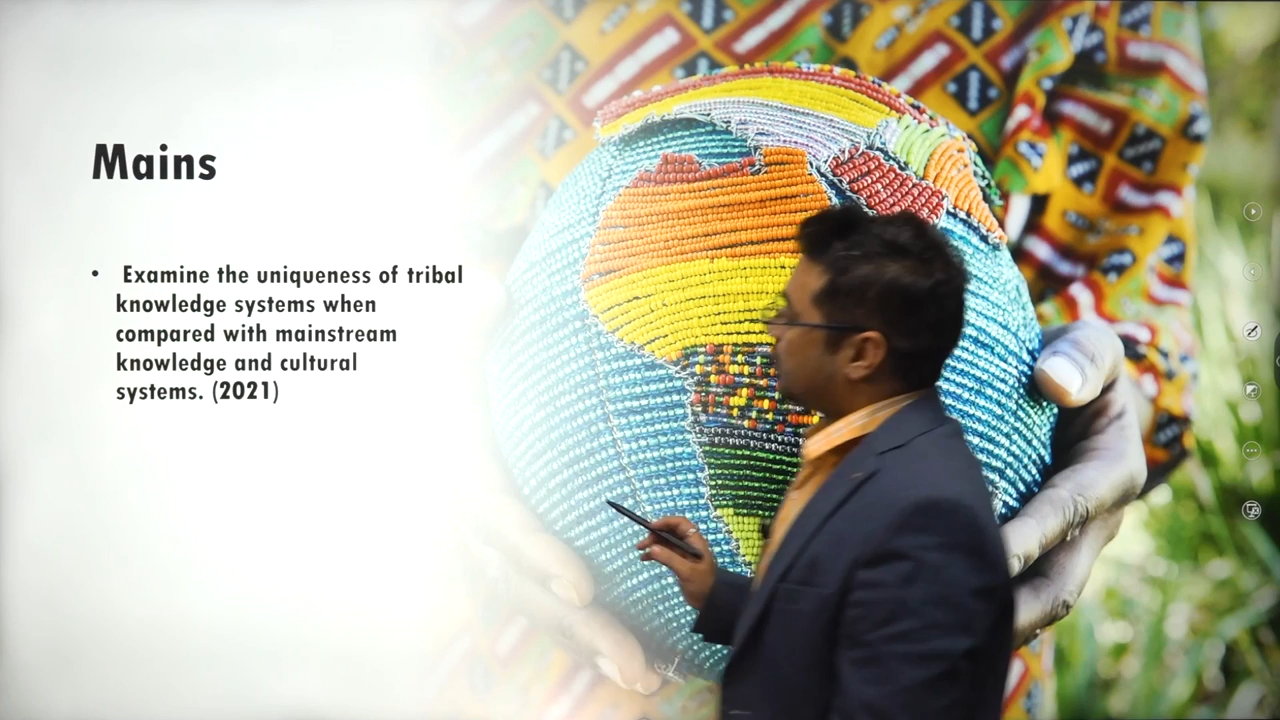 Mains
• Examine the uniqueness of tribal
knowledge systems when
compared with mainstream
knowledge and cultural
systems. (2021)